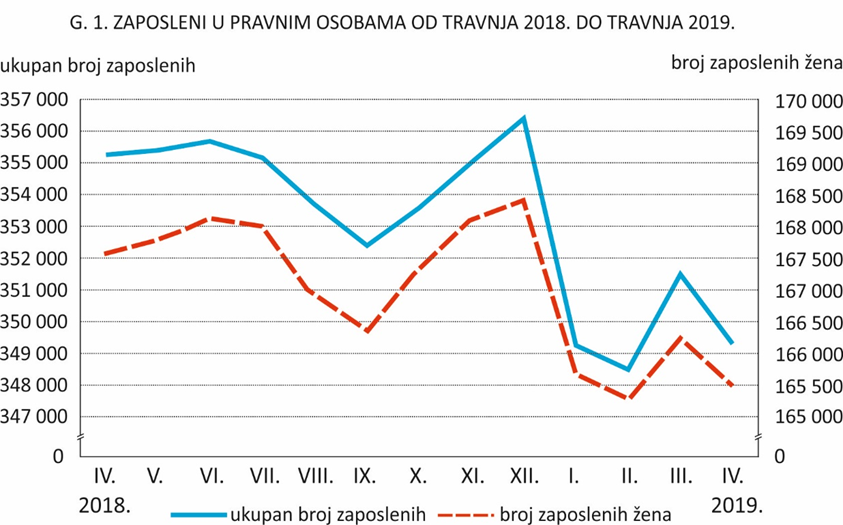 G. 1. ZAPOSLENI U PRAVNIM OSOBAMA OD TRAVNJA 2018. DO TRAVNJA 2019.
ukupan broj zaposlenih
broj zaposlenih žena
357 000 170 000
356 000 169 500
355 000 169 000
354 000 168 500
353 000 168 000
352 000 167 500
351 000 167 000
350 000 166 500
349 000 166 000
348 000 165 500
347 000 165 000
0 0
IV. V. VI. VII. VIII. IX. X. XI. XII. I. II. III. IV.
2018. 2019.
ukupan broj zaposlenih broj zaposlenih žena